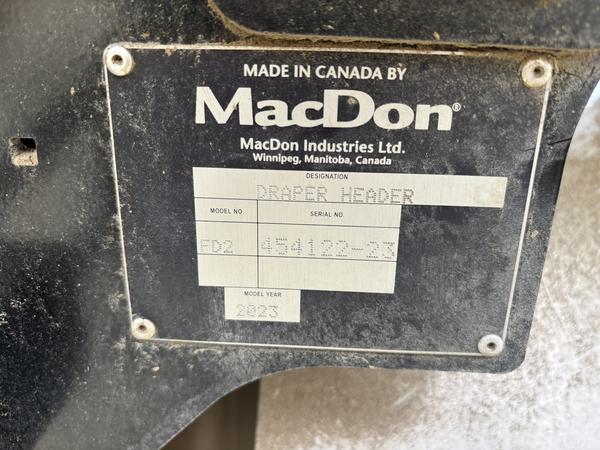 MADE IN CANADA BY
MacDon®
MacDon Industries Ltd.
Winnipeg, Manitoba, Canada
DESIGNATION
DRAPER HEADER
MODEL NO. SERIAL NO.
FD2 454122-23
MODEL YEAR
2023